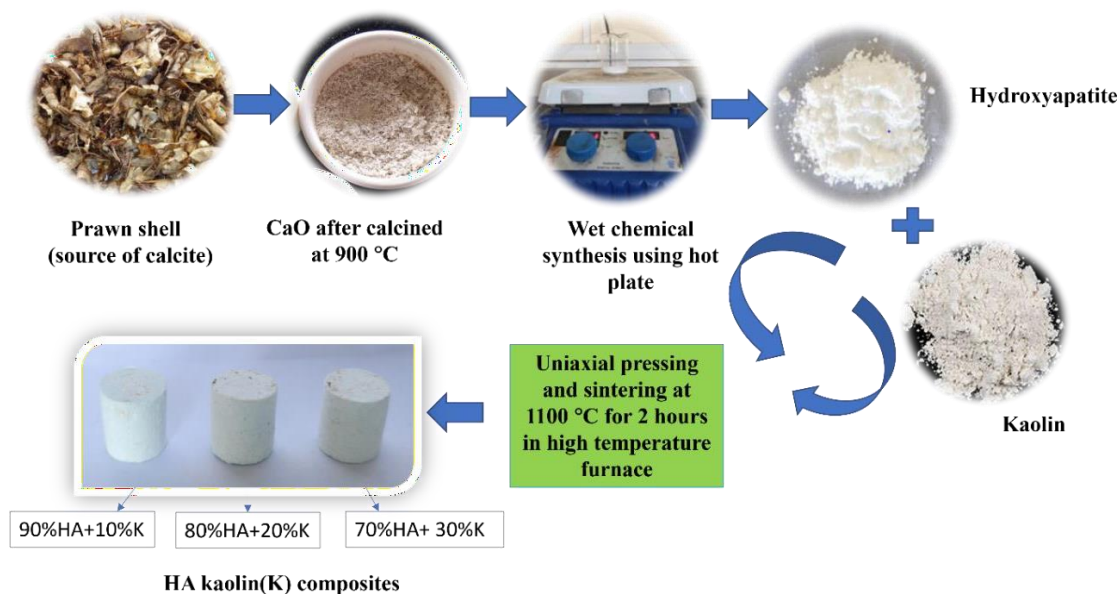 Hydroxyapatite
Prawn shell
(source of calcite)
CaO after calcined
at 900 °C
Wet chemical
synthesis using hot
plate
Kaolin
Uniaxial pressing
and sintering at
1100 °C for 2 hours
in high temperature
furnace
90%HA+10%K
80%HA+20%K
70%HA+ 30%K
HA kaolin(K) composites